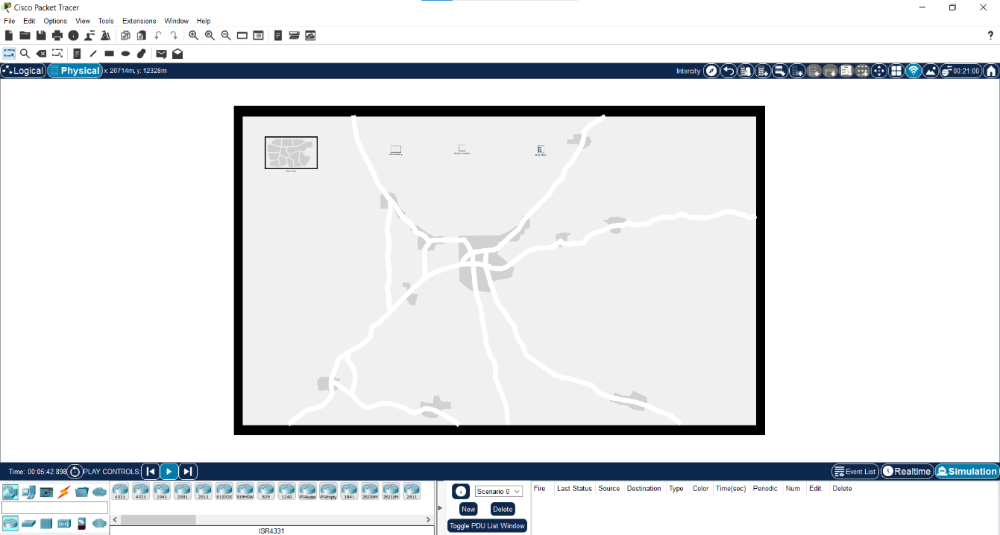 Cisco Packet Tracer
File Edit Options View Tools Extensions Window Help
?
Logical Physical x: 20714m, y: 12328m Intercity 00:21:00
Home City
Time: 00:05:42.898 PLAY CONTROLS: Event List Realtime Simulation
4331 4321 1941 2901 2911 819IOX 819HGW 829 1240 PT-Router PT-Empty 1841 2620XM 2621XM 2811
Scenario 0
New Delete
Toggle PDU List Window
Fire Last Status Source Destination Type Color Time(sec) Periodic Num Edit Delete
ISR4331